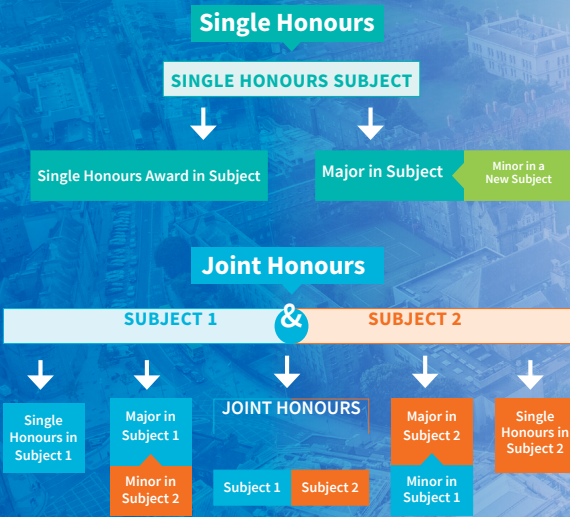 Single Honours
SINGLE HONOURS SUBJECT
Single Honours Award in Subject
Major in Subject
Minor in a
New Subject
Joint Honours
SUBJECT 1
&
SUBJECT 2
Single
Honours in
Subject 1
Major in
Subject 1
Minor in
Subject 2
JOINT HONOURS
Subject 1
Subject 2
Major in
Subject 2
Minor in
Subject 1
Single
Honours in
Subject 2